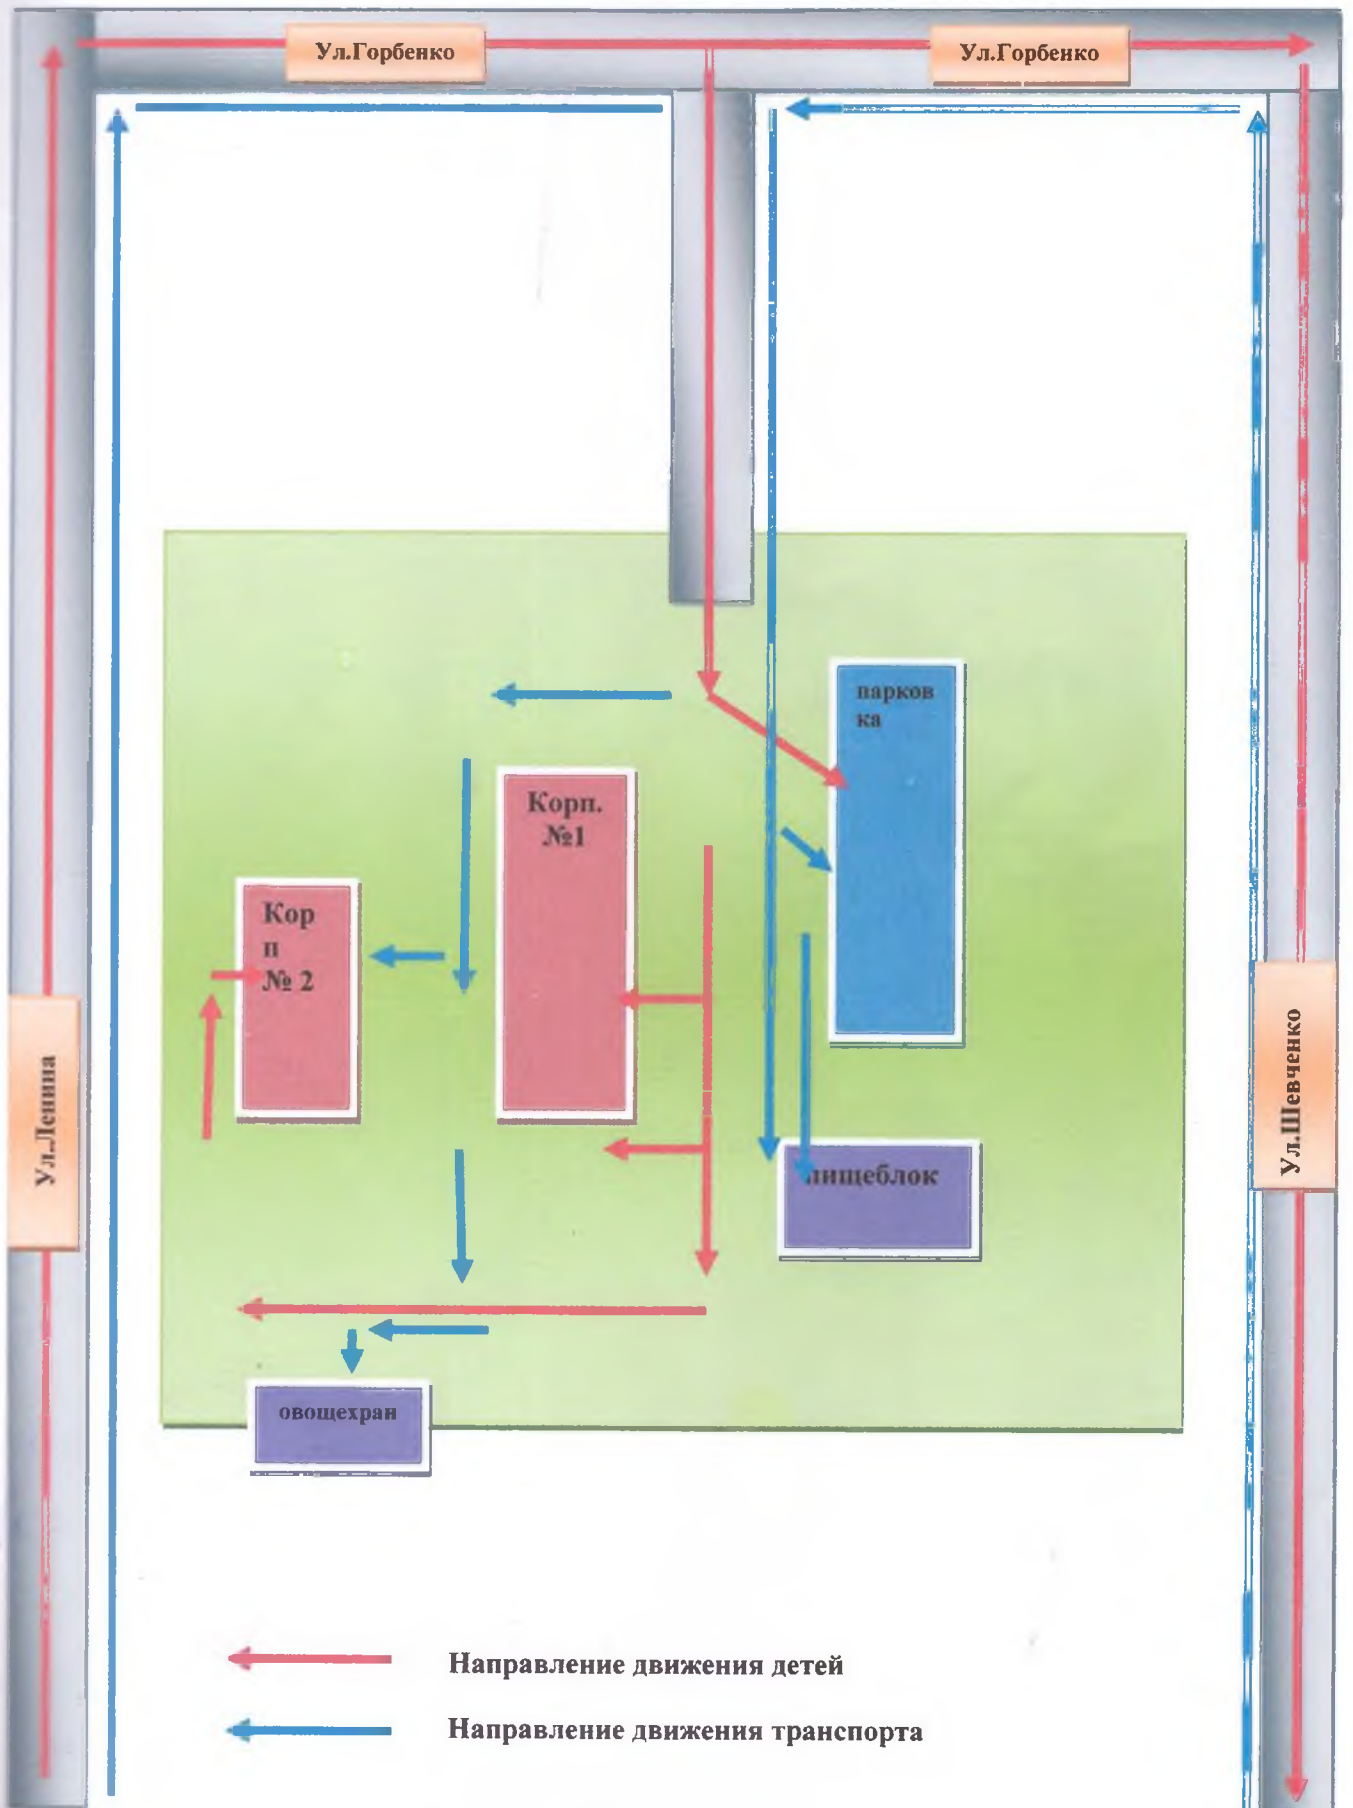 Ул.Горбенко
Ул.Горбенко
парков
ка
Корп.
№1
Кор
п
№ 2
Ул.Ленина
Ул.Шевченко
пищеблок
овощехран
Направление движения детей
Направление движения транспорта